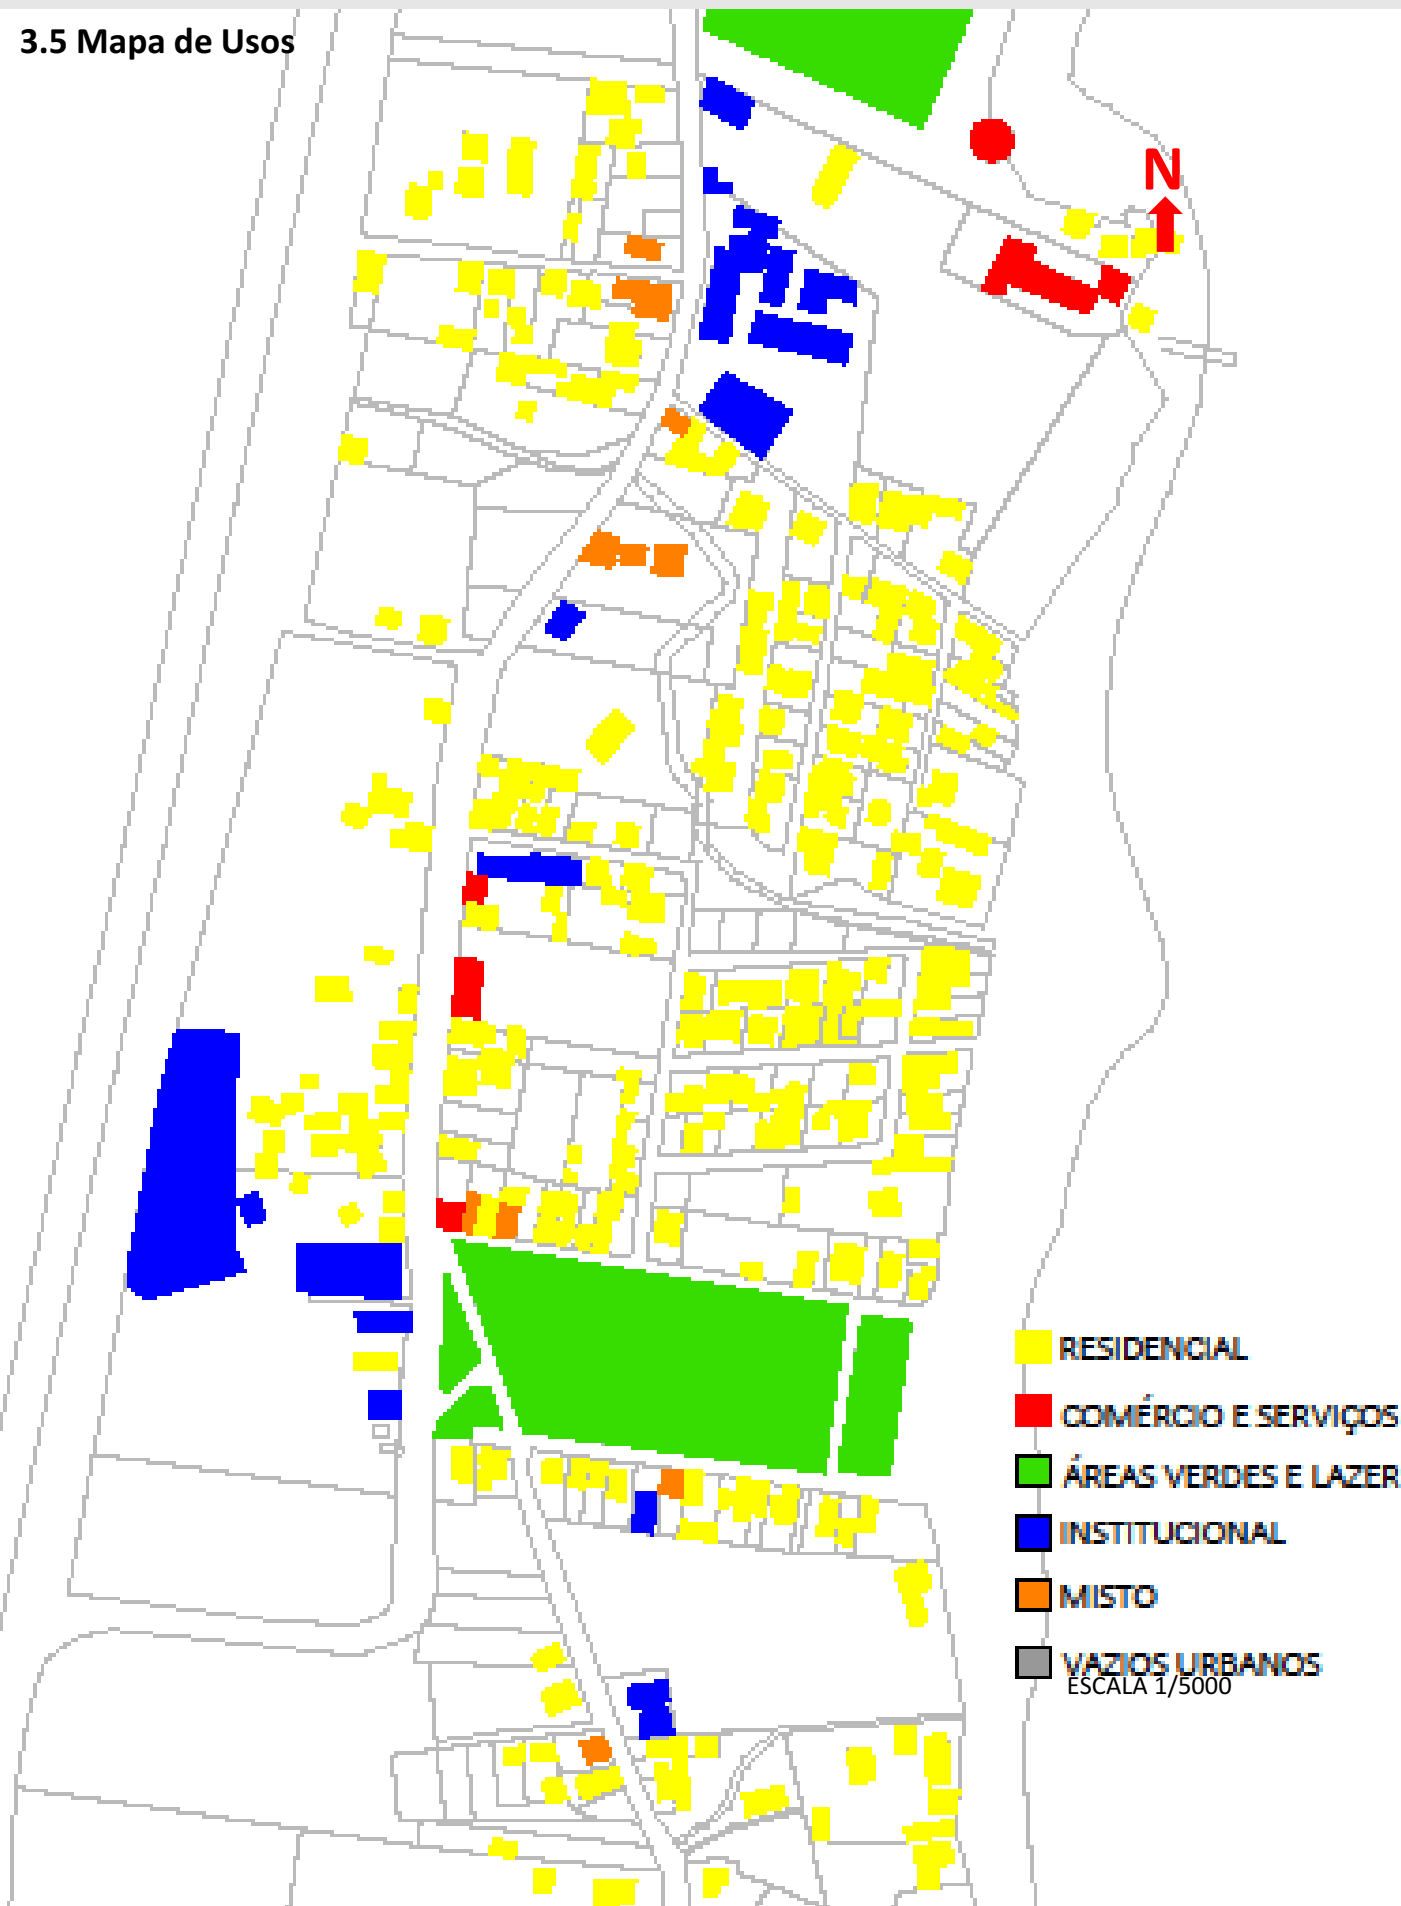 3.5 Mapa de Usos
N
RESIDENCIAL
COMÉRCIO E SERVIÇOS
ÁREAS VERDES E LAZER
INSTITUCIONAL
MISTO
VAZIOS URBANOS
ESCALA 1/5000